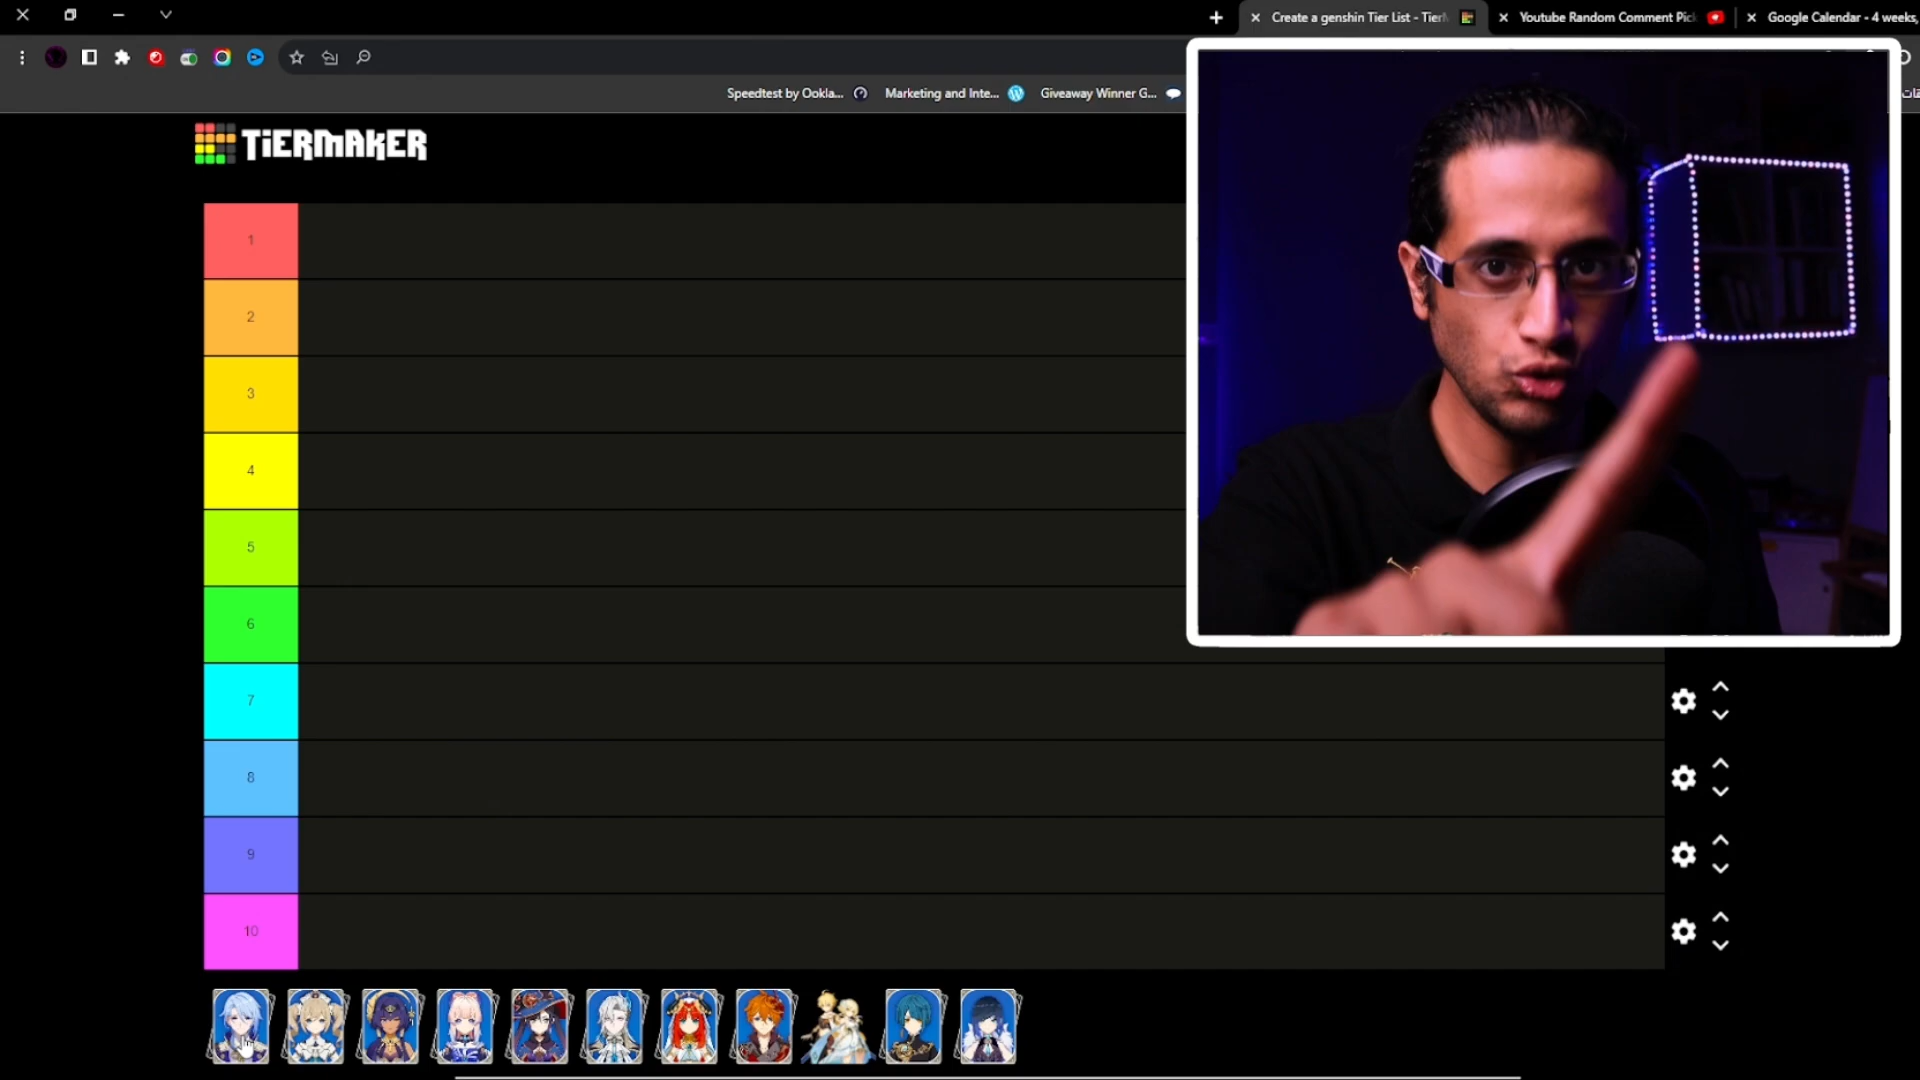 Create a genshin Tier List - Tier
Youtube Random Comment Pic
Google Calendar - 4 weeks,
Speedtest by Ookla...
Marketing and Inte...
Giveaway Winner G...
TiERMAKER
1
2
3
4
5
6
7
8
9
10